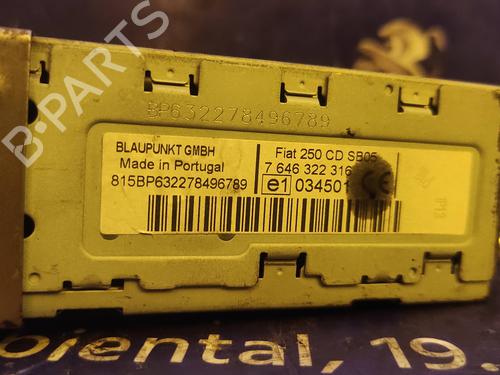 B-PARTS
BP632278496789
BLAUPUNKT GMBH
Made in Portugal
815BP632278496789
Fiat 250 CD SB05
7 646 322 316
e1 034501
CE
oriental, 19.